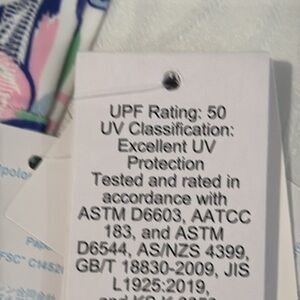 UPF Rating: 50
UV Classification:
Excellent UV
Protection
Tested and rated in
accordance with
ASTM D6603, AATCC
183, and ASTM
D6544, AS/NZS 4399,
GB/T 18830-2009, JIS
L1925:2019,